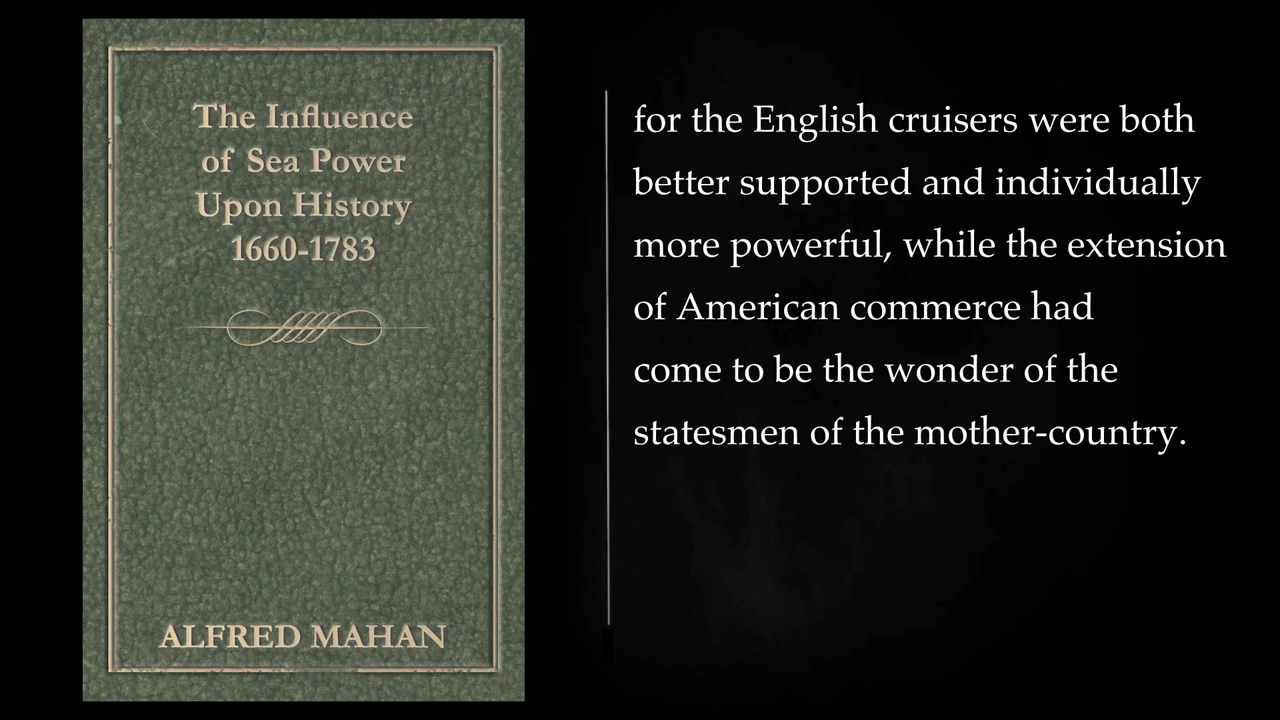 The Influence
of Sea Power
Upon History
1660-1783
ALFRED MAHAN
for the English cruisers were both
better supported and individually
more powerful, while the extension
of American commerce had
come to be the wonder of the
statesmen of the mother-country.